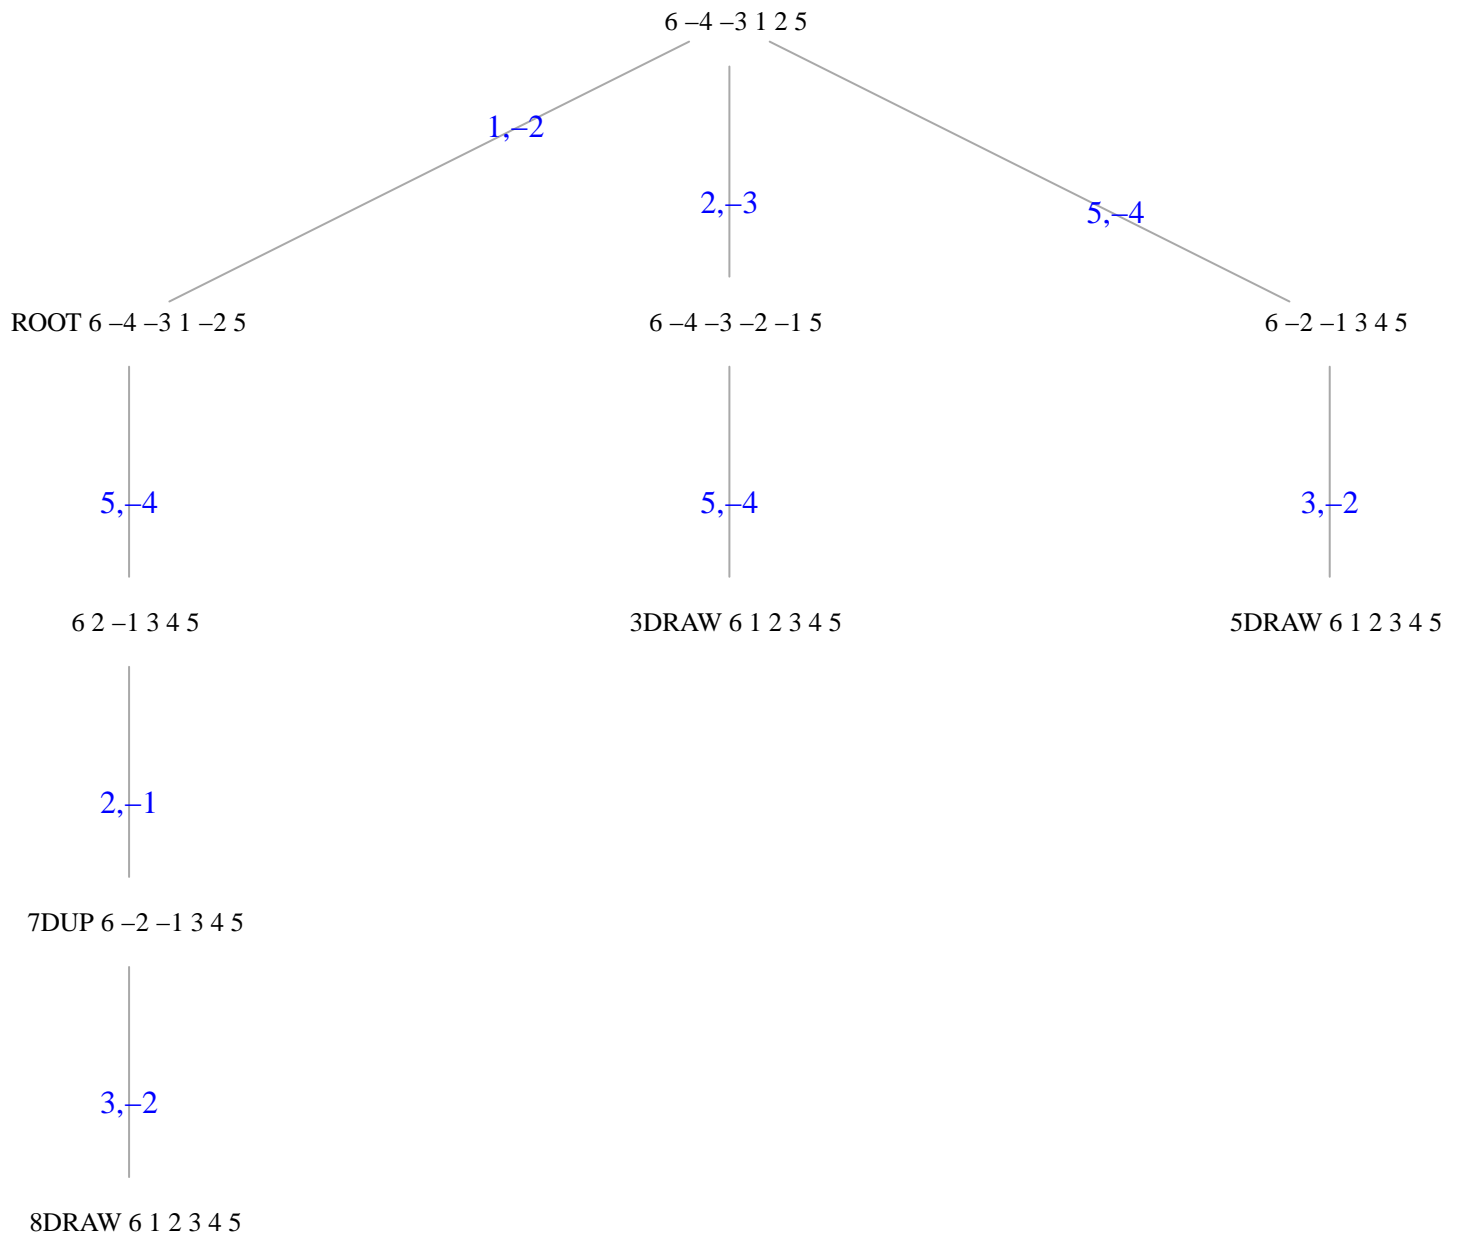 6 –4 –3 1 2 5
1,–2
2,–3
5,–4
ROOT 6 –4 –3 1 –2 5
6 –4 –3 –2 –1 5
6 –2 –1 3 4 5
5,–4
5,–4
3,–2
6 2 –1 3 4 5
3DRAW 6 1 2 3 4 5
5DRAW 6 1 2 3 4 5
2,–1
7DUP 6 –2 –1 3 4 5
3,–2
8DRAW 6 1 2 3 4 5